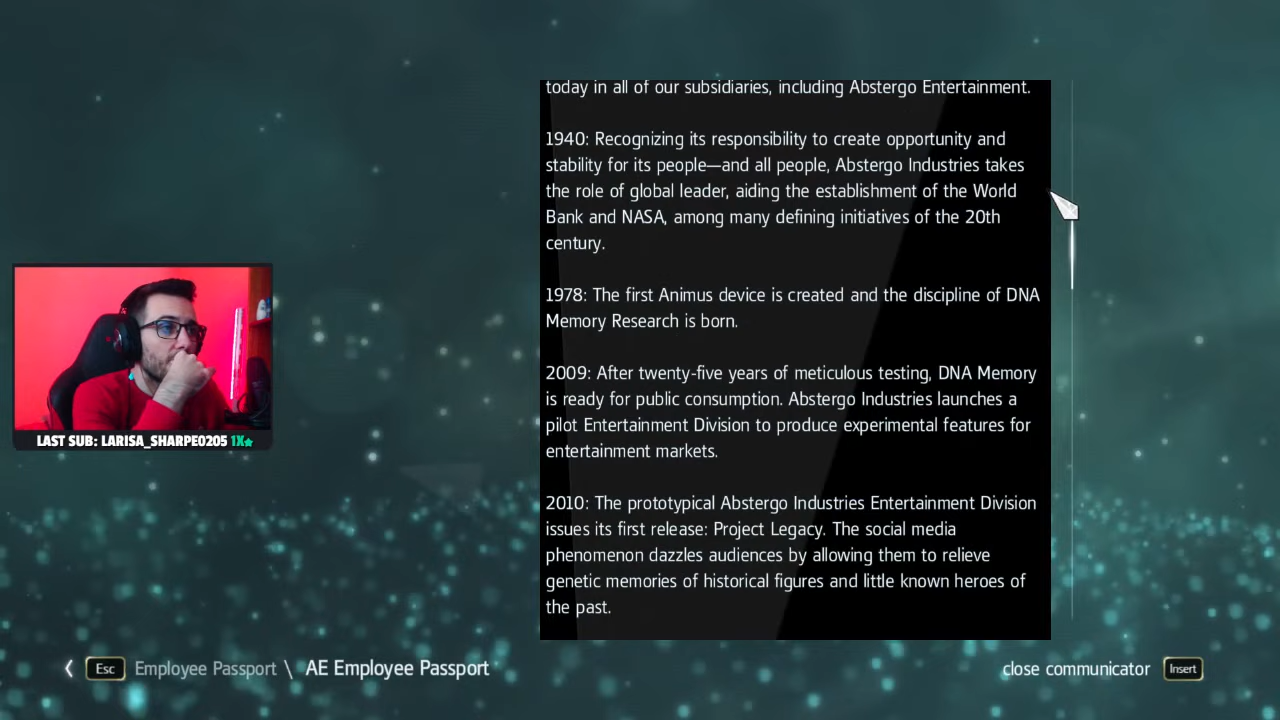 today in all of our subsidiaries, including Abstergo Entertainment.
1940: Recognizing its responsibility to create opportunity and
stability for its people—and all people, Abstergo Industries takes
the role of global leader, aiding the establishment of the World
Bank and NASA, among many defining initiatives of the 20th
century.
1978: The first Animus device is created and the discipline of DNA
Memory Research is born.
2009: After twenty-five years of meticulous testing, DNA Memory
is ready for public consumption. Abstergo Industries launches a
pilot Entertainment Division to produce experimental features for
entertainment markets.
2010: The prototypical Abstergo Industries Entertainment Division
issues its first release: Project Legacy. The social media
phenomenon dazzles audiences by allowing them to relieve
genetic memories of historical figures and little known heroes of
the past.
LAST SUB: LARISA_SHARPE0205 1X
Esc Employee Passport \ AE Employee Passport
close communicator Insert